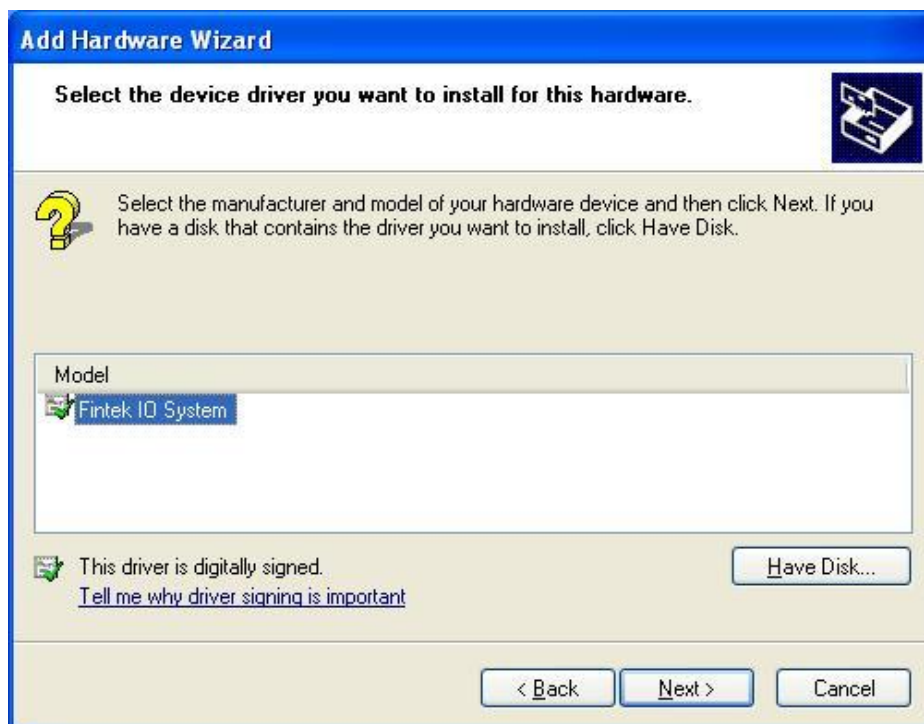 Add Hardware Wizard
Select the device driver you want to install for this hardware.
Select the manufacturer and model of your hardware device and then click Next. If you
have a disk that contains the driver you want to install, click Have Disk.
Model
Fintek IO System
This driver is digitally signed.
Have Disk...
Tell me why driver signing is important
< Back
Next >
Cancel